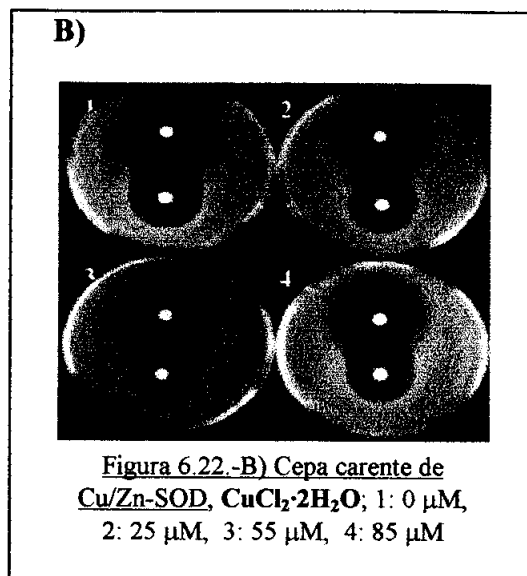 B)
1 2
3 4
Figura 6.22.-B) Cepa carente de
Cu/Zn-SOD, CuCl₂·2H₂O; 1: 0 µM,
2: 25 µM, 3: 55 µM, 4: 85 µM